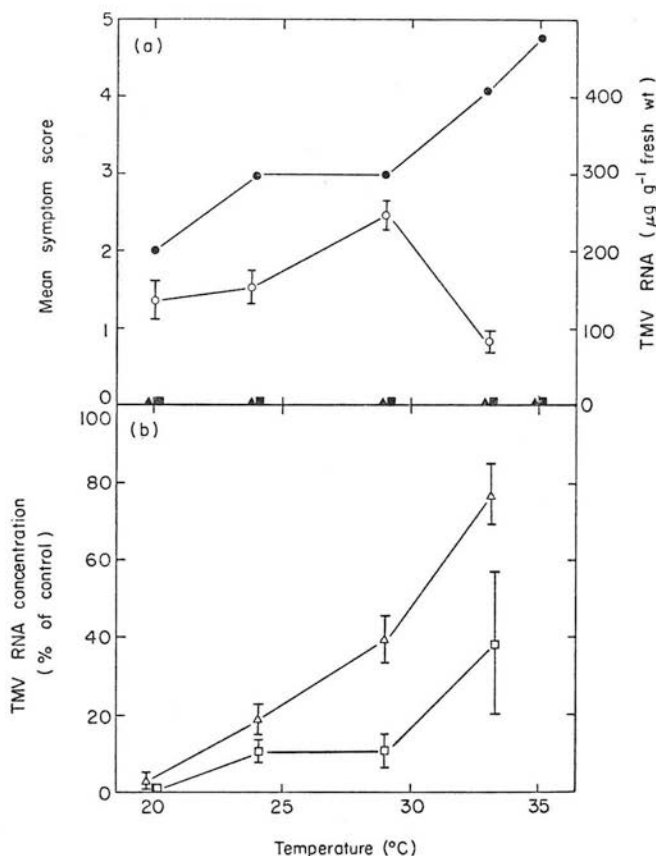 (a)
5
4
3
2
1
0
Mean symptom score
400
300
200
100
0
TMV RNA ( μg g⁻¹ fresh wt )
(b)
100
80
60
40
20
0
TMV RNA concentration
( % of control)
20 25 30 35
Temperature (°C)